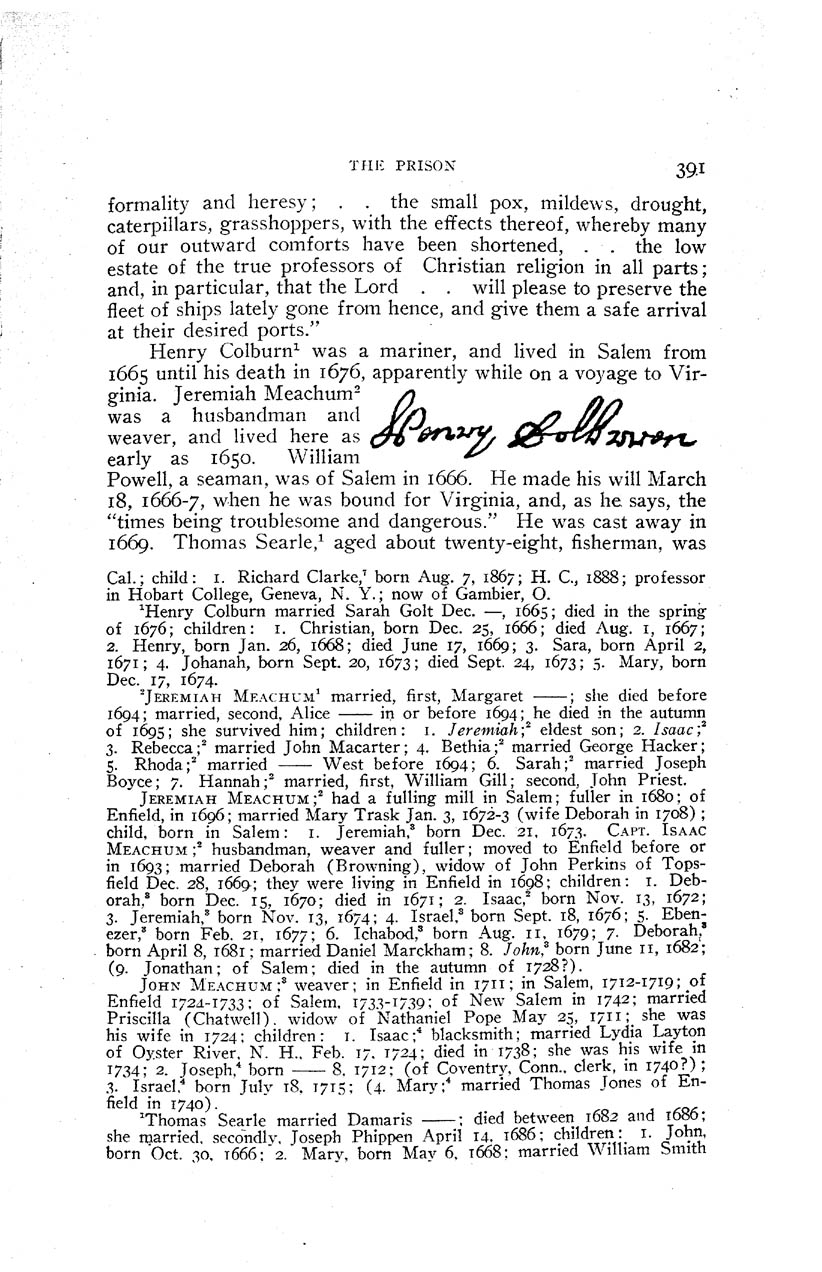 THE PRISON 391
formality and heresy; . . the small pox, mildews, drought,
caterpillars, grasshoppers, with the effects thereof, whereby many
of our outward comforts have been shortened, . . the low
estate of the true professors of Christian religion in all parts;
and, in particular, that the Lord . . will please to preserve the
fleet of ships lately gone from hence, and give them a safe arrival
at their desired ports.”
Henry Colburn¹ was a mariner, and lived in Salem from
1665 until his death in 1676, apparently while on a voyage to Vir-
ginia. Jeremiah Meachum²
was a husbandman and
weaver, and lived here as
early as 1650. William
Henry
Powell, a seaman, was of Salem in 1666. He made his will March
18, 1666-7, when he was bound for Virginia, and, as he says, the
“times being troublesome and dangerous.” He was cast away in
1669. Thomas Searle,¹ aged about twenty-eight, fisherman, was
Cal.; child: 1. Richard Clarke,⁷ born Aug. 7, 1867; H. C., 1888; professor
in Hobart College, Geneva, N. Y.; now of Gambier, O.
¹Henry Colburn married Sarah Golt Dec. —, 1665; died in the spring
of 1676; children: 1. Christian, born Dec. 25, 1666; died Aug. 1, 1667;
2. Henry, born Jan. 26, 1668; died June 17, 1669; 3. Sara, born April 2,
1671; 4. Johanah, born Sept. 20, 1673; died Sept. 24, 1673; 5. Mary, born
Dec. 17, 1674.
²JEREMIAH MEACHUM¹ married, first, Margaret ——; she died before
1694; married, second, Alice —— in or before 1694; he died in the autumn
of 1695; she survived him; children: 1. Jeremiah;² eldest son; 2. Isaac;²
3. Rebecca;² married John Macarter; 4. Bethia;² married George Hacker;
5. Rhoda;² married —— West before 1694; 6. Sarah;² married Joseph
Boyce; 7. Hannah;² married, first, William Gill; second, John Priest.
JEREMIAH MEACHUM;² had a fulling mill in Salem; fuller in 1680; of
Enfield, in 1696; married Mary Trask Jan. 3, 1672-3 (wife Deborah in 1708);
child, born in Salem: 1. Jeremiah,³ born Dec. 21, 1673. CAPT. ISAAC
MEACHUM;² husbandman, weaver and fuller; moved to Enfield before or
in 1693; married Deborah (Browning), widow of John Perkins of Tops-
field Dec. 28, 1669; they were living in Enfield in 1698; children: 1. Deb-
orah,³ born Dec. 15, 1670; died in 1671; 2. Isaac,² born Nov. 13, 1672;
3. Jeremiah,³ born Nov. 13, 1674; 4. Israel,³ born Sept. 18, 1676; 5. Eben-
ezer,³ born Feb. 21, 1677; 6. Ichabod,³ born Aug. 11, 1679; 7. Deborah,³
born April 8, 1681; married Daniel Marckham; 8. John,³ born June 11, 1682;
(9. Jonathan; of Salem; died in the autumn of 1728?).
JOHN MEACHUM;³ weaver; in Enfield in 1711; in Salem, 1712-1719; of
Enfield 1724-1733; of Salem, 1733-1739; of New Salem in 1742; married
Priscilla (Chatwell), widow of Nathaniel Pope May 25, 1711; she was
his wife in 1724; children: 1. Isaac;⁴ blacksmith; married Lydia Layton
of Oyster River, N. H., Feb. 17, 1724; died in 1738; she was his wife in
1734; 2. Joseph,⁴ born —— 8, 1712; (of Coventry, Conn., clerk, in 1740?);
3. Israel,⁴ born July 18, 1715; (4. Mary;⁴ married Thomas Jones of En-
field in 1740).
¹Thomas Searle married Damaris ——; died between 1682 and 1686;
she married, secondly, Joseph Phippen April 14, 1686; children: 1. John,
born Oct. 30, 1666; 2. Mary, born May 6, 1668; married William Smith